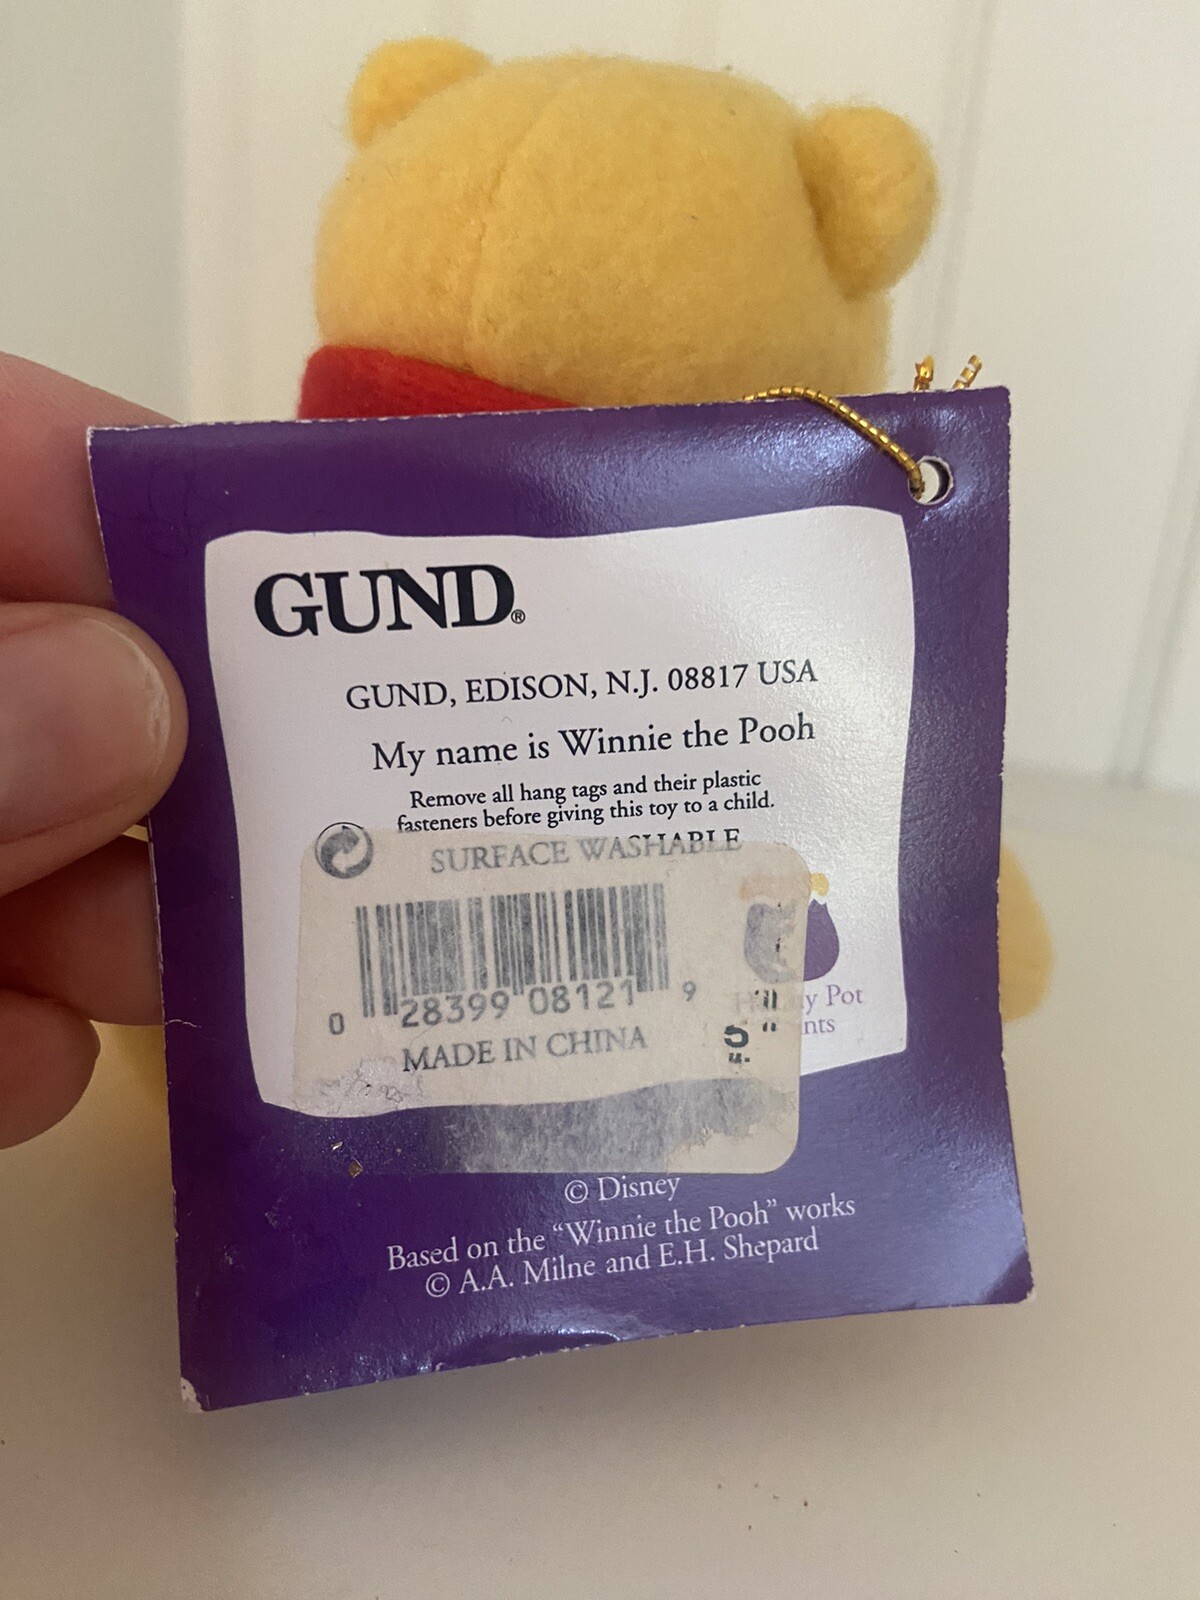 GUND®
GUND, EDISON, N.J. 08817 USA
My name is Winnie the Pooh
Remove all hang tags and their plastic
fasteners before giving this toy to a child.
SURFACE WASHABLE
0 28399 08121 9
MADE IN CHINA
5"
Pot
© Disney
Based on the “Winnie the Pooh” works
© A.A. Milne and E.H. Shepard